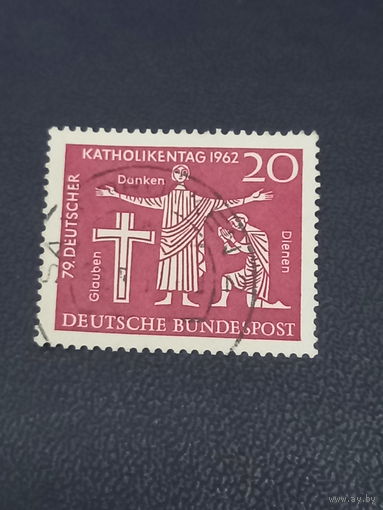 79. DEUTSCHER
KATHOLIKENTAG 1962
20
Danken
Glauben
Dienen
DEUTSCHE BUNDESPOST
www.ay.by